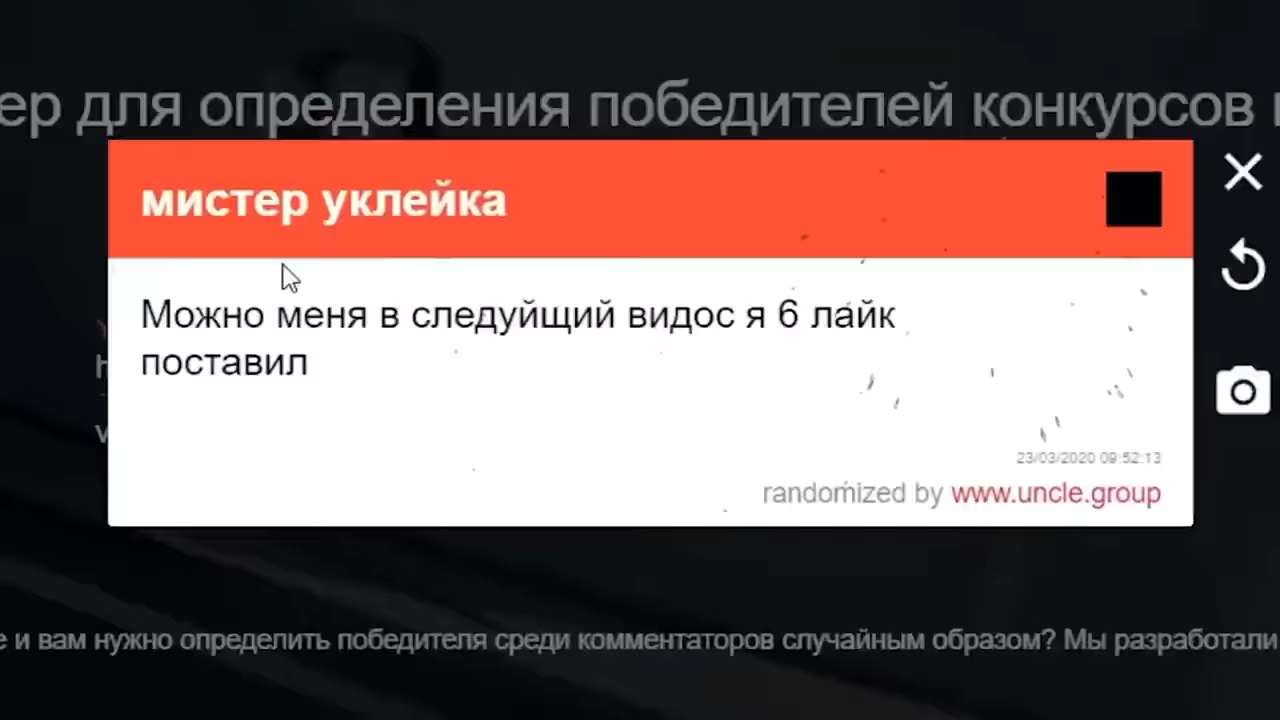 для определения победителей конкурсов
мистер уклейка
Можно меня в следуйщий видос я 6 лайк
поставил
23/03/2020 09:52:13
randomized by www.uncle.group
и вам нужно определить победителя среди комментаторов случайным образом? Мы разработали